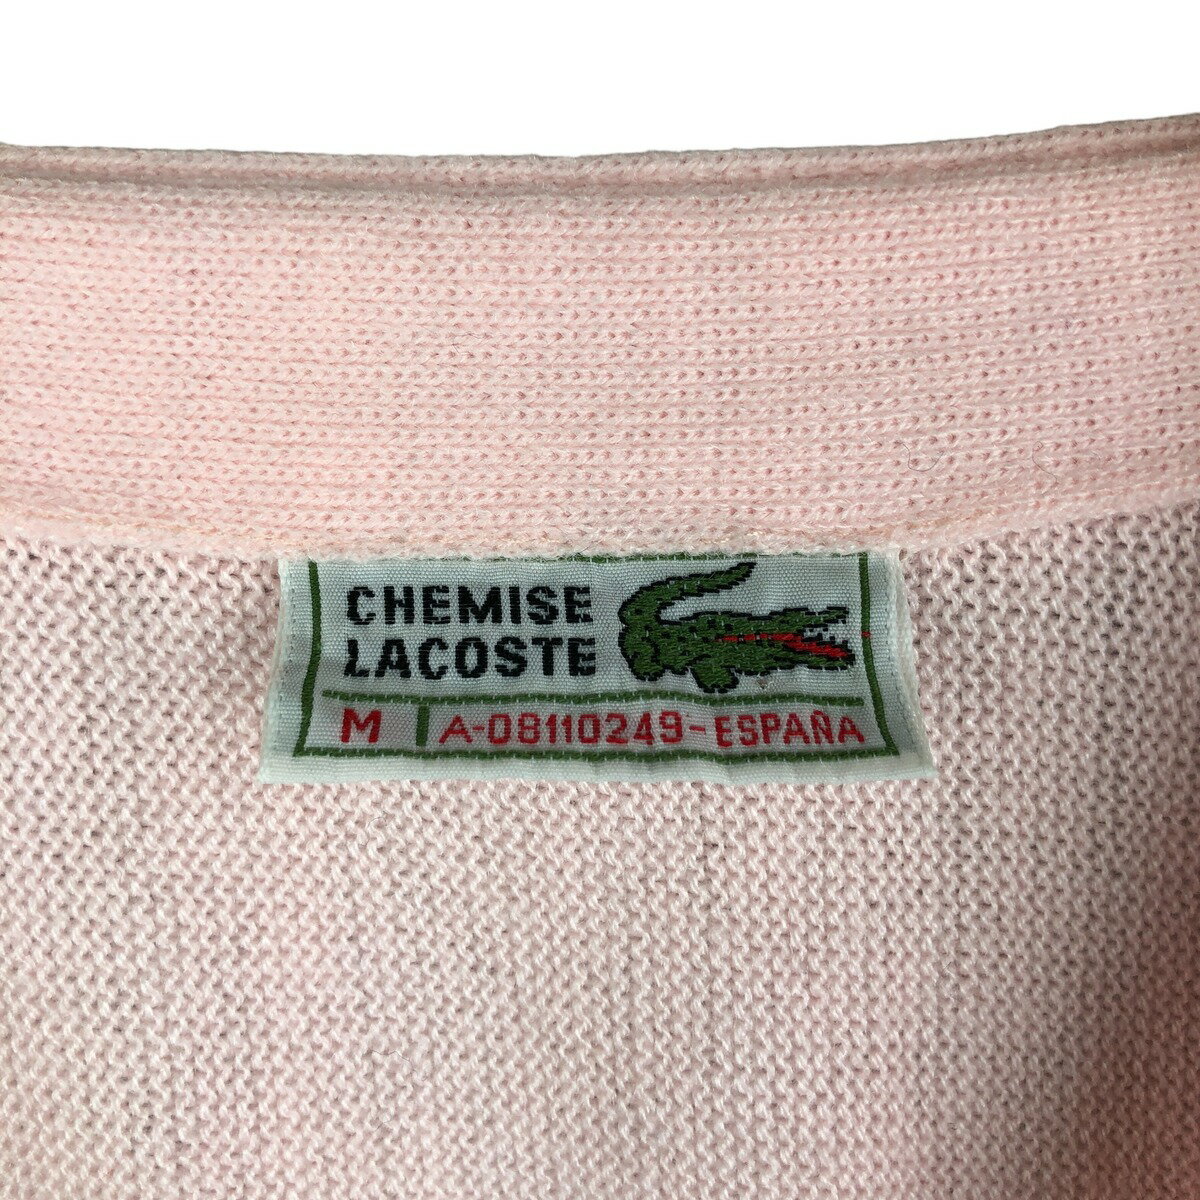 CHEMISE
LACOSTE
M A-08110249-ESPAÑA